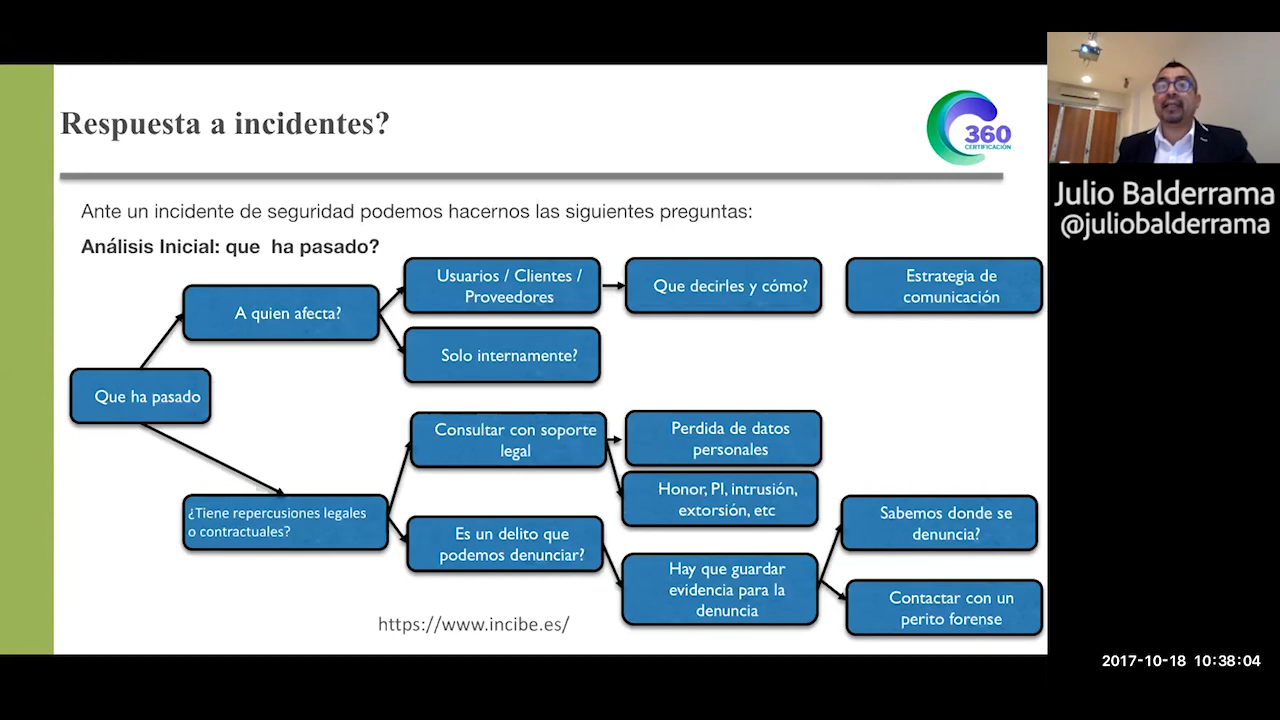 Respuesta a incidentes?
360
CERTIFICACIÓN
Julio Balderrama
@juliobalderrama
Ante un incidente de seguridad podemos hacernos las siguientes preguntas:
Análisis Inicial: que ha pasado?
Usuarios / Clientes /
Proveedores
Que decirles y cómo?
Estrategia de
comunicación
A quien afecta?
Solo internamente?
Que ha pasado
Consultar con soporte
legal
Perdida de datos
personales
Honor, PI, intrusión,
extorsión, etc
¿Tiene repercusiones legales
o contractuales?
Es un delito que
podemos denunciar?
Sabemos donde se
denuncia?
Hay que guardar
evidencia para la
denuncia
Contactar con un
perito forense
https://www.incibe.es/
2017-10-18 10:38:04